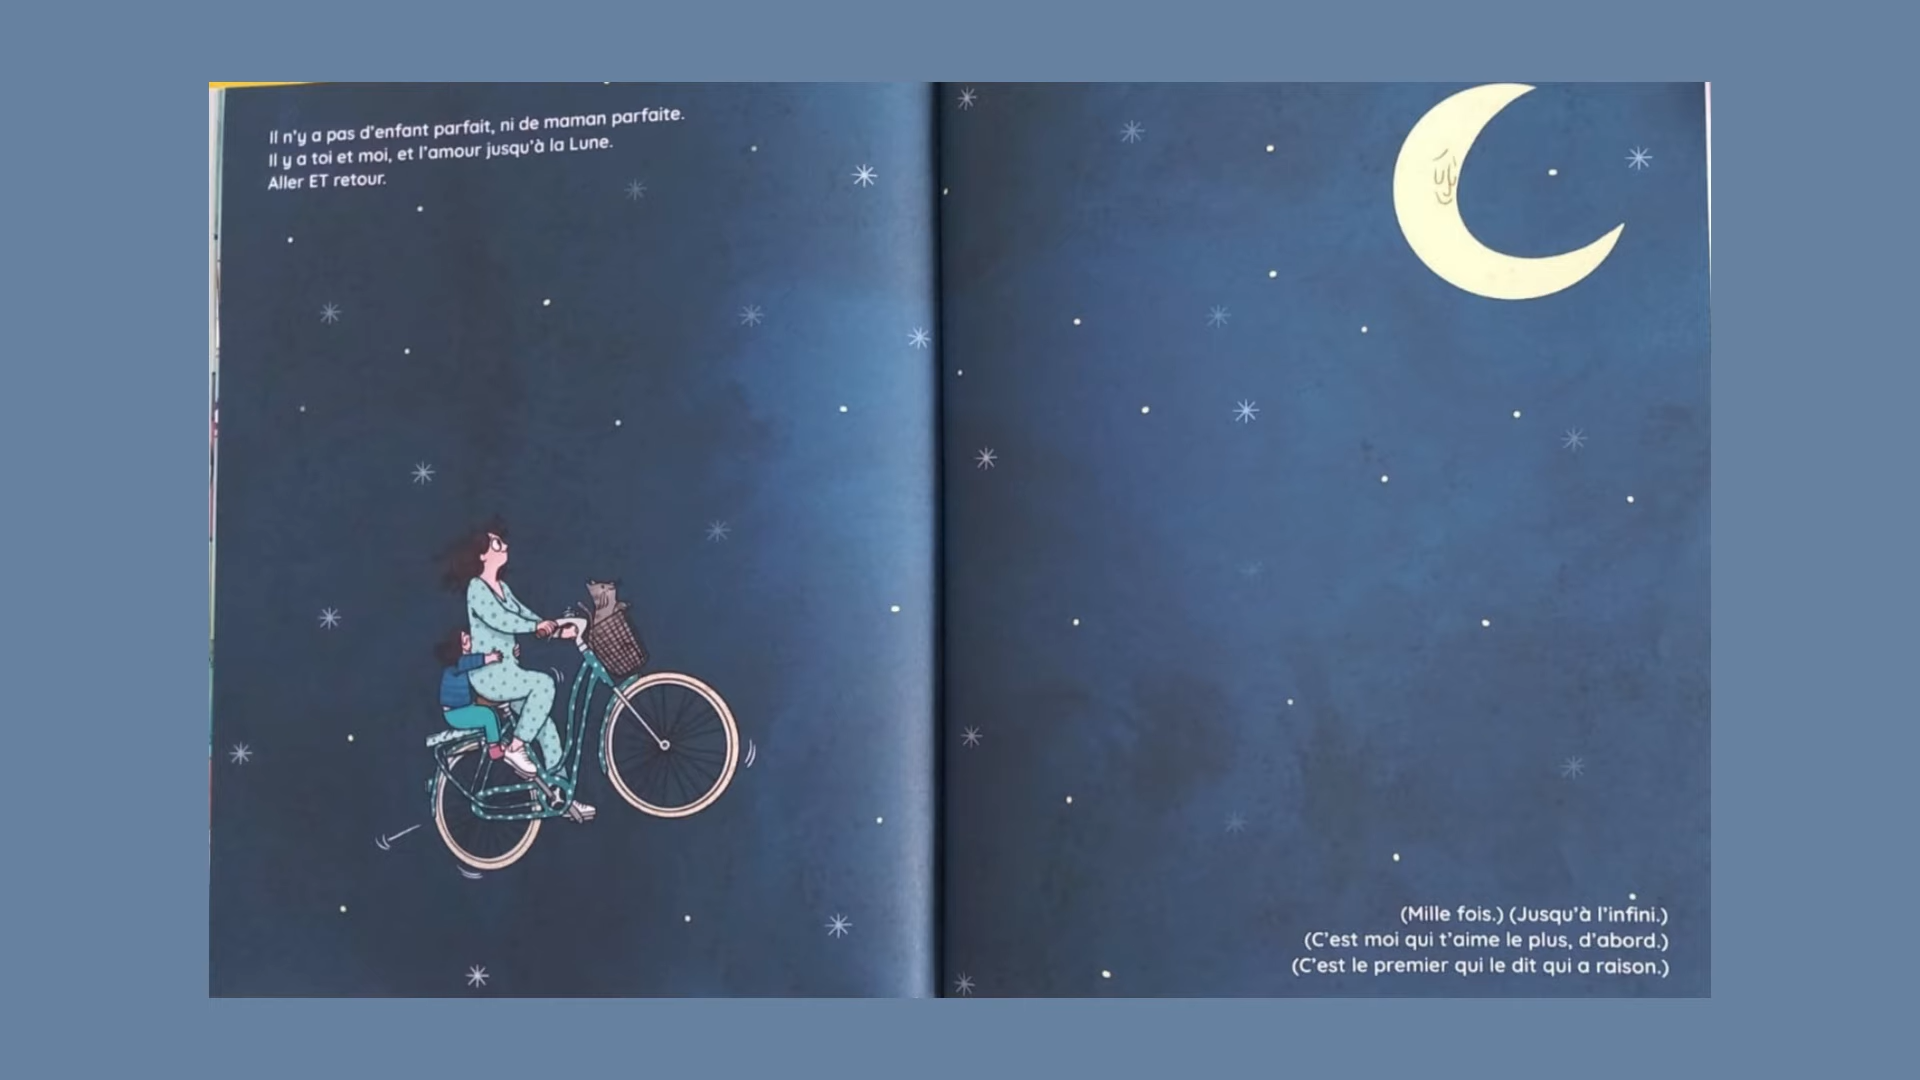 Il n'y a pas d'enfant parfait, ni de maman parfaite.
Il y a toi et moi, et l'amour jusqu'à la Lune.
Aller ET retour.
(Mille fois.) (Jusqu'à l'infini.)
(C'est moi qui t'aime le plus, d'abord.)
(C'est le premier qui le dit qui a raison.)